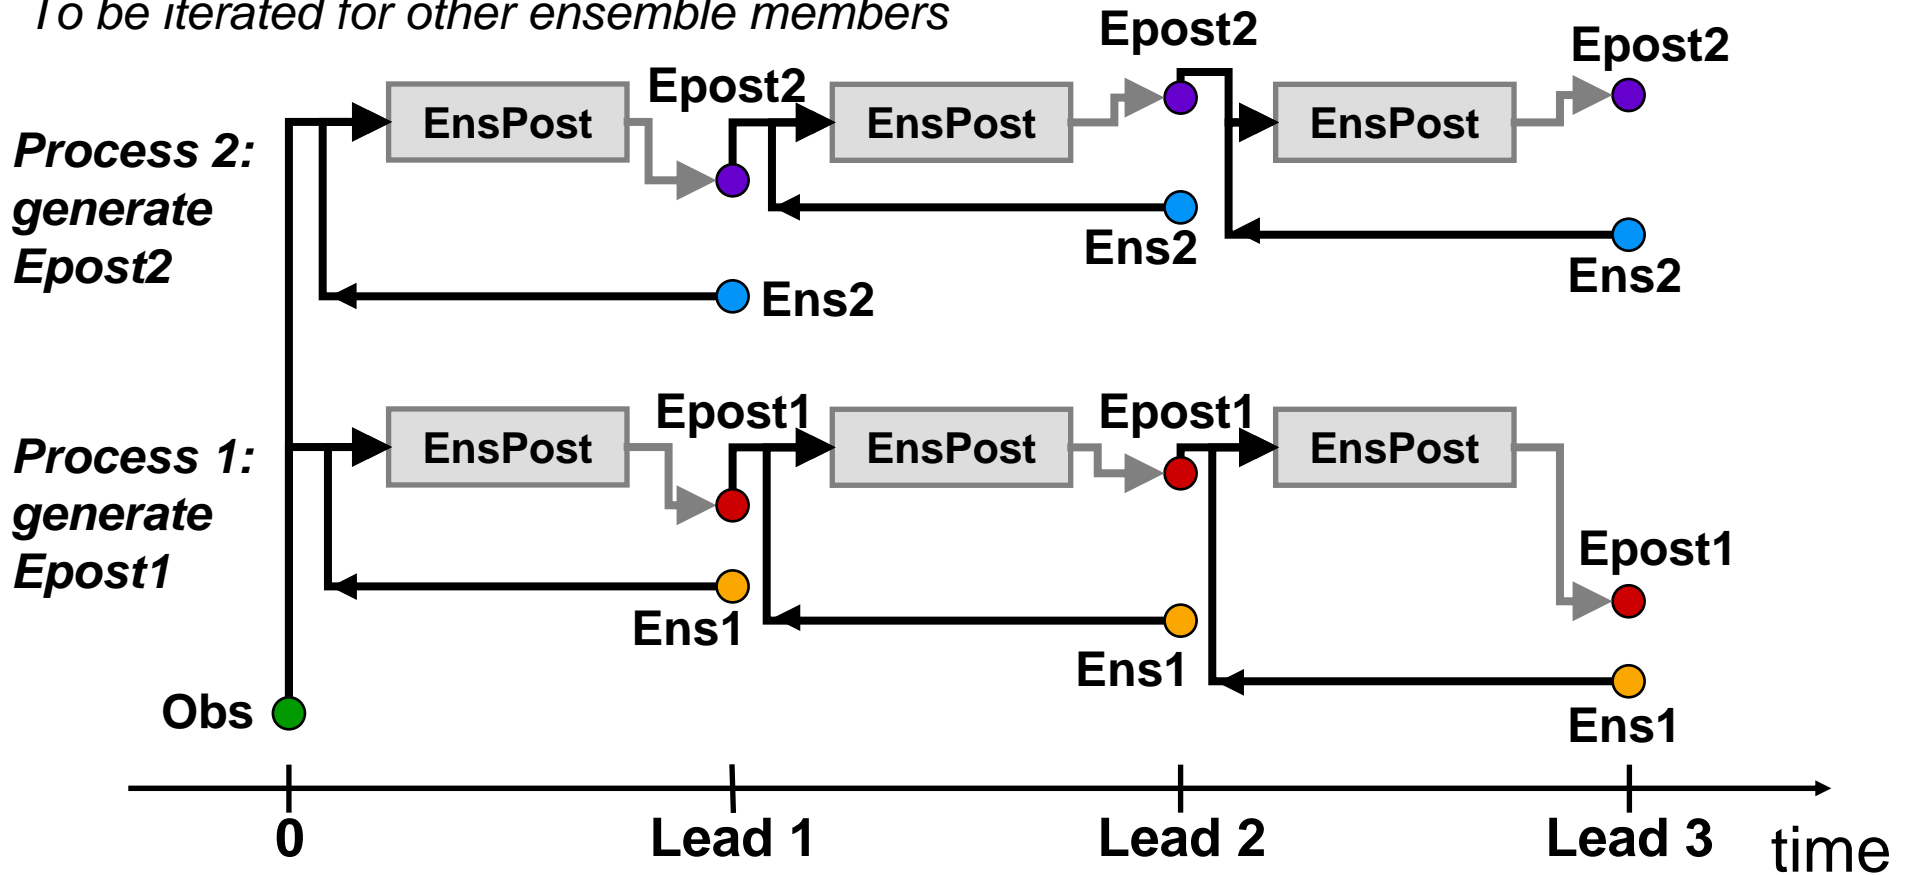 To be iterated for other ensemble members
Epost2
Epost2
Epost2
EnsPost
EnsPost
EnsPost
Process 2:
generate
Epost2
Ens2
Ens2
Ens2
Epost1
Epost1
EnsPost
EnsPost
EnsPost
Process 1:
generate
Epost1
Epost1
Ens1
Ens1
Ens1
Obs
0
Lead 1
Lead 2
Lead 3
time